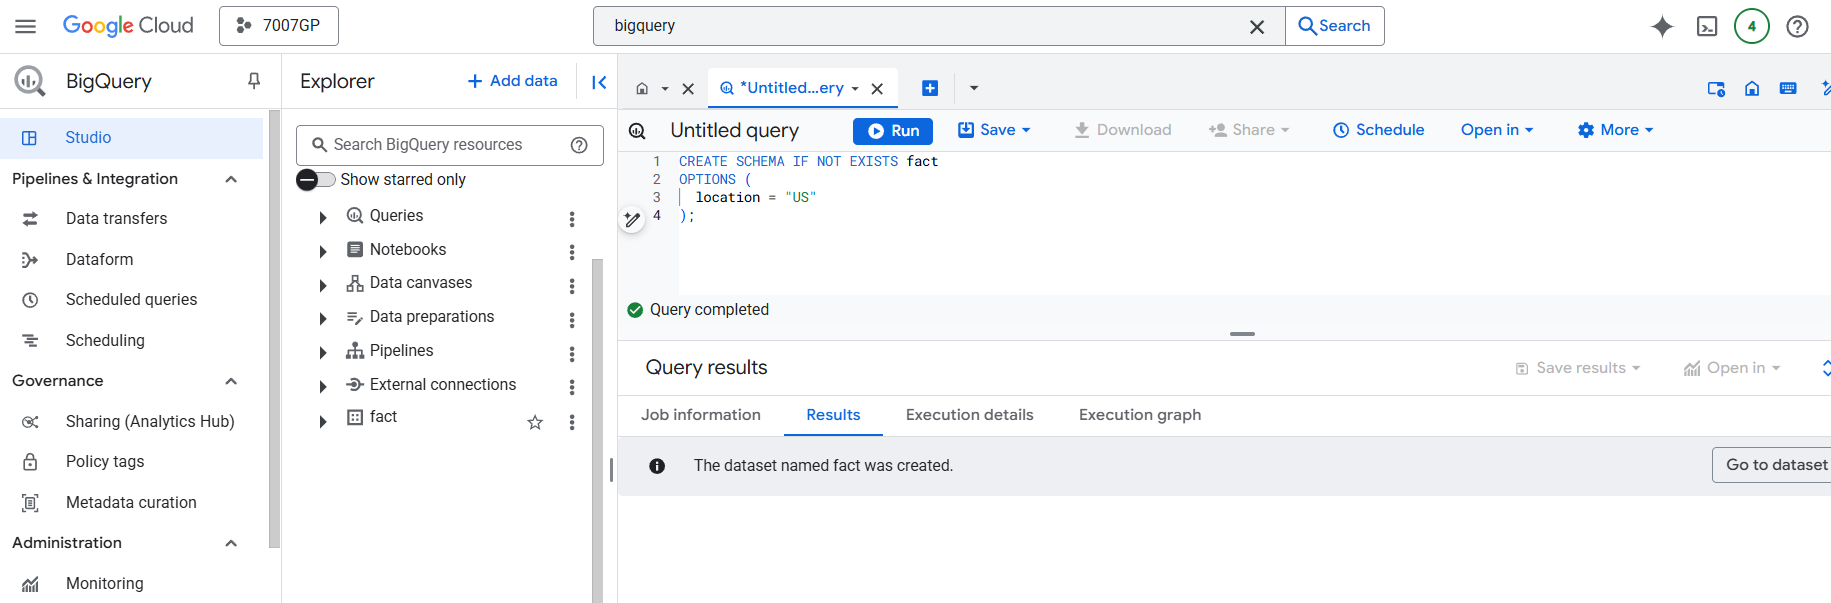 Google Cloud
7007GP
bigquery
Search
4
BigQuery
Studio
Pipelines & Integration
Data transfers
Dataform
Scheduled queries
Scheduling
Governance
Sharing (Analytics Hub)
Policy tags
Metadata curation
Administration
Monitoring
Explorer
+ Add data
Search BigQuery resources
Show starred only
Queries
Notebooks
Data canvases
Data preparations
Pipelines
External connections
fact
*Untitled...ery
Untitled query
Run
Save
Download
Share
Schedule
Open in
More
1 CREATE SCHEMA IF NOT EXISTS fact
2 OPTIONS (
3 location = "US"
4 );
Query completed
Query results
Save results
Open in
Job information
Results
Execution details
Execution graph
The dataset named fact was created.
Go to dataset